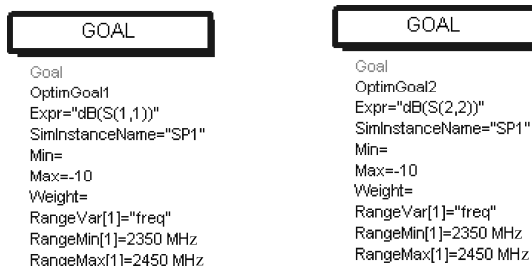 GOAL
Goal
OptimGoal1
Expr="dB(S(1,1))"
SimInstanceName="SP1"
Min=
Max=-10
Weight=
RangeVar[1]="freq"
RangeMin[1]=2350 MHz
RangeMax[1]=2450 MHz
GOAL
Goal
OptimGoal2
Expr="dB(S(2,2))"
SimInstanceName="SP1"
Min=
Max=-10
Weight=
RangeVar[1]="freq"
RangeMin[1]=2350 MHz
RangeMax[1]=2450 MHz